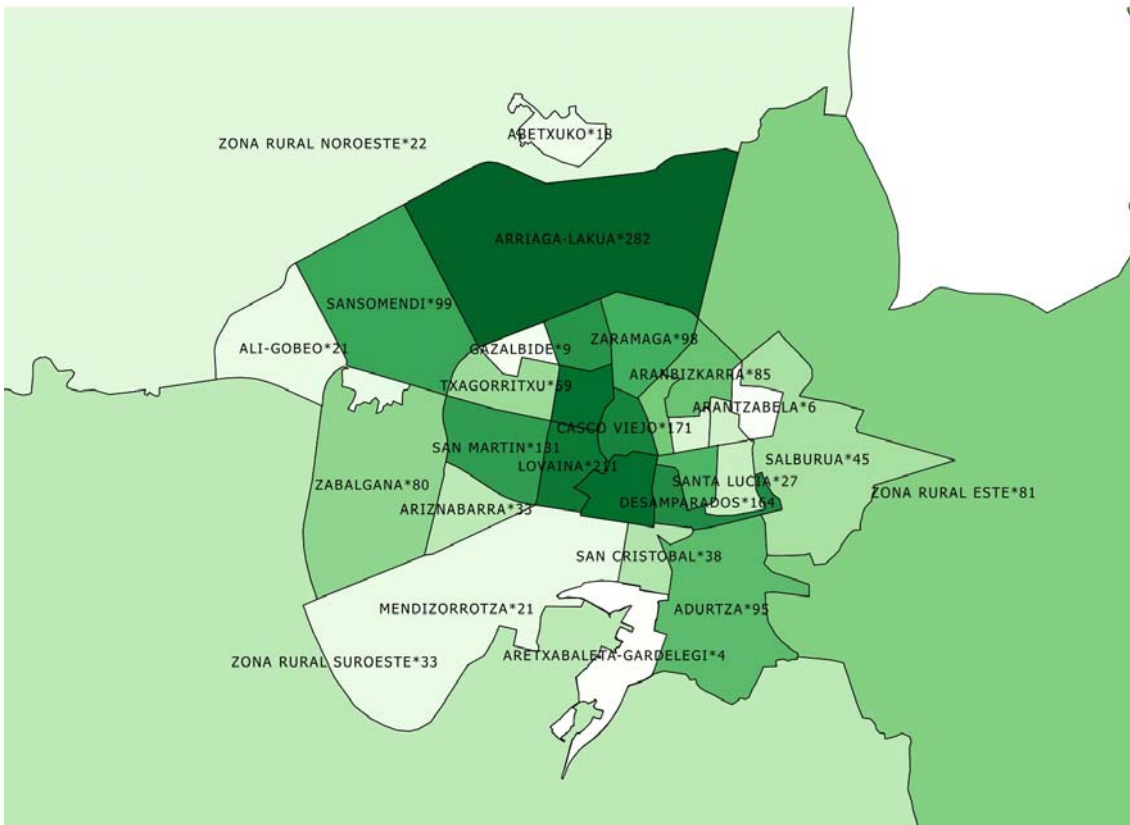 ABETXUKO*18
ZONA RURAL NOROESTE*22
ARRIAGA-LAKUA*282
SANSOMENDI*99
ZARAMAGA*98
ALI-GOBEO*21
GAZALBIDE*9
ARANBIZKARRA*85
TXAGORRITXU*59
ARANTZABELA*6
CASCO VIEJO*171
SAN MARTIN*131
SALBURUA*45
LOVAINA*211
SANTA LUCIA*27
ZABALGANA*80
ZONA RURAL ESTE*81
DESAMPARADOS*164
ARIZNABARRA*33
SAN CRISTOBAL*38
MENDIZORROTZA*21
ADURTZA*95
ARETXABALETA-GARDELEGI*4
ZONA RURAL SUROESTE*33